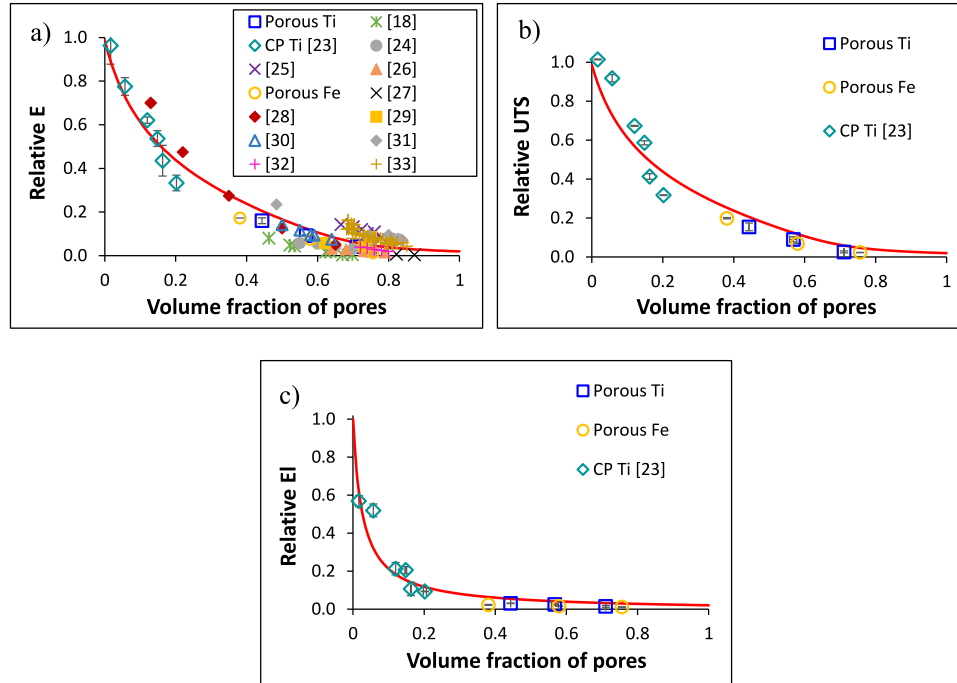 a)
Relative E
1.0
0.8
0.6
0.4
0.2
0.0
0
0.2
0.4
0.6
0.8
1
Volume fraction of pores
Porous Ti
[18]
CP Ti [23]
[24]
[25]
[26]
Porous Fe
[27]
[28]
[29]
[30]
[31]
[32]
[33]
b)
Relative UTS
1.0
0.8
0.6
0.4
0.2
0.0
0
0.2
0.4
0.6
0.8
1
Volume fraction of pores
Porous Ti
Porous Fe
CP Ti [23]
c)
Relative El
1.0
0.8
0.6
0.4
0.2
0.0
0
0.2
0.4
0.6
0.8
1
Volume fraction of pores
Porous Ti
Porous Fe
CP Ti [23]